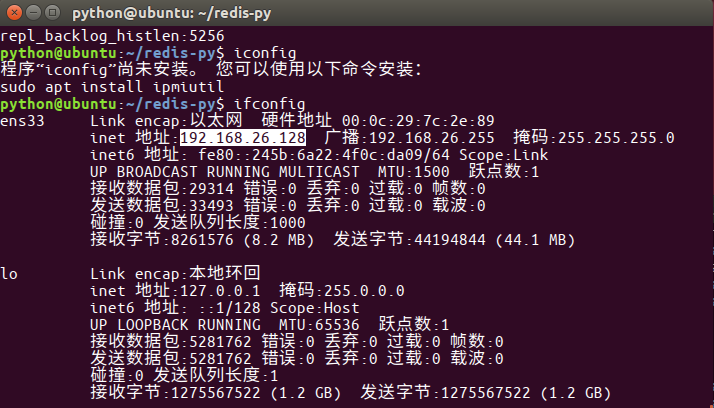 python@ubuntu: ~/redis-py
repl_backlog_histlen:5256
python@ubuntu:~/redis-py$ iconfig
程序“iconfig”尚未安装。 您可以使用以下命令安装：
sudo apt install ipmiutil
python@ubuntu:~/redis-py$ ifconfig
ens33     Link encap:以太网  硬件地址 00:0c:29:7c:2e:89
          inet 地址:192.168.26.128  广播:192.168.26.255  掩码:255.255.255.0
          inet6 地址: fe80::245b:6a22:4f0c:da09/64 Scope:Link
          UP BROADCAST RUNNING MULTICAST  MTU:1500  跃点数:1
          接收数据包:29314 错误:0 丢弃:0 过载:0 帧数:0
          发送数据包:33493 错误:0 丢弃:0 过载:0 载波:0
          碰撞:0 发送队列长度:1000
          接收字节:8261576 (8.2 MB)  发送字节:44194844 (44.1 MB)
lo        Link encap:本地环回
          inet 地址:127.0.0.1  掩码:255.0.0.0
          inet6 地址: ::1/128 Scope:Host
          UP LOOPBACK RUNNING  MTU:65536  跃点数:1
          接收数据包:5281762 错误:0 丢弃:0 过载:0 帧数:0
          发送数据包:5281762 错误:0 丢弃:0 过载:0 载波:0
          碰撞:0 发送队列长度:1
          接收字节:1275567522 (1.2 GB)  发送字节:1275567522 (1.2 GB)